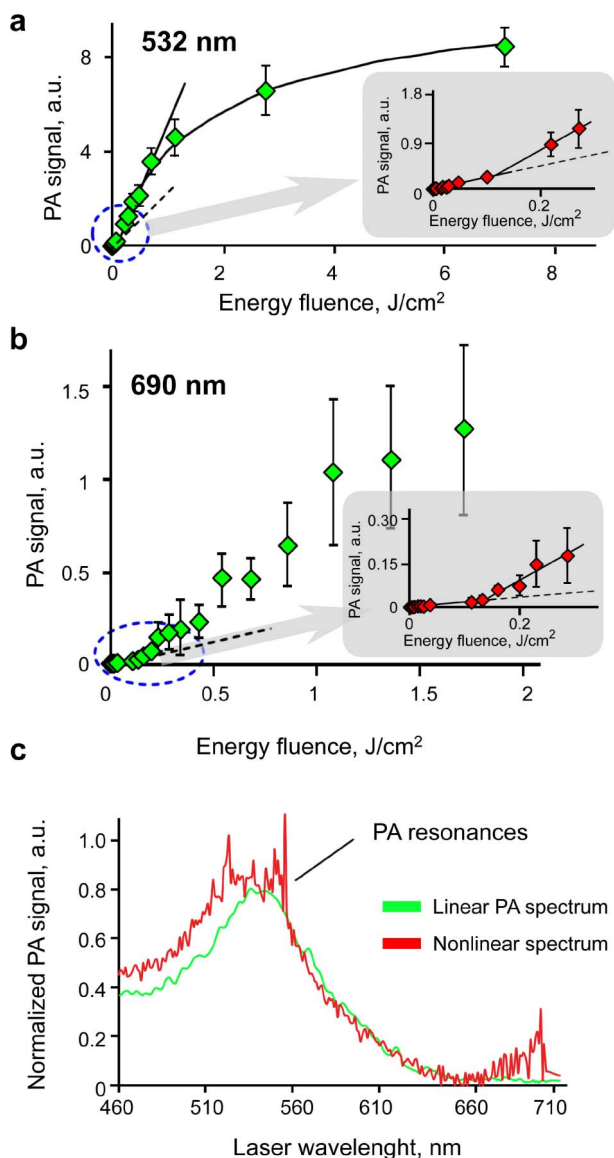 a
532 nm
PA signal, a.u.
8
4
0
0
2
4
6
8
Energy fluence, J/cm²
PA signal, a.u.
1.8
0.9
0
0
0.2
Energy fluence, J/cm²
b
690 nm
PA signal, a.u.
1.5
1
0.5
0
0
0.5
1
1.5
2
Energy fluence, J/cm²
PA signal, a.u.
0.30
0.15
0
0
0.2
Energy fluence, J/cm²
c
Normalized PA signal, a.u.
1.0
0.8
0.6
0.4
0.2
0
PA resonances
Linear PA spectrum
Nonlinear spectrum
460
510
560
610
660
710
Laser wavelenght, nm